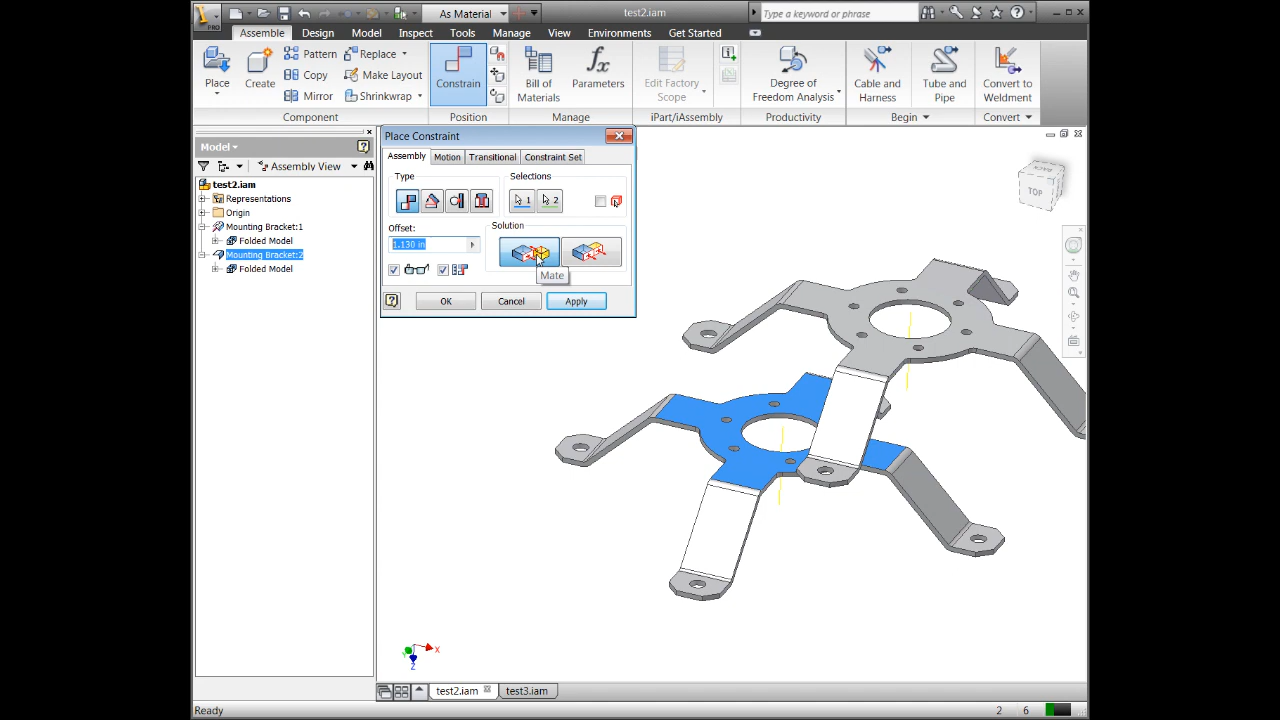 As Material
test2.iam
Type a keyword or phrase
PRO
Assemble Design Model Inspect Tools Manage View Environments Get Started
Place
Create
Pattern
Copy
Mirror
Replace
Make Layout
Shrinkwrap
Constrain
Bill of
Materials
Parameters
Edit Factory
Scope
Degree of
Freedom Analysis
Cable and
Harness
Tube and
Pipe
Convert to
Weldment
Component
Position
Manage
iPart/iAssembly
Productivity
Begin
Convert
Model
Assembly View
test2.iam
Representations
Origin
Mounting Bracket:1
Folded Model
Mounting Bracket:2
Folded Model
Place Constraint
Assembly Motion Transitional Constraint Set
Type
Selections
1
2
Offset:
1.130 in
Solution
Mate
OK
Cancel
Apply
TOP
X
Y
Z
test2.iam
test3.iam
Ready
2 6